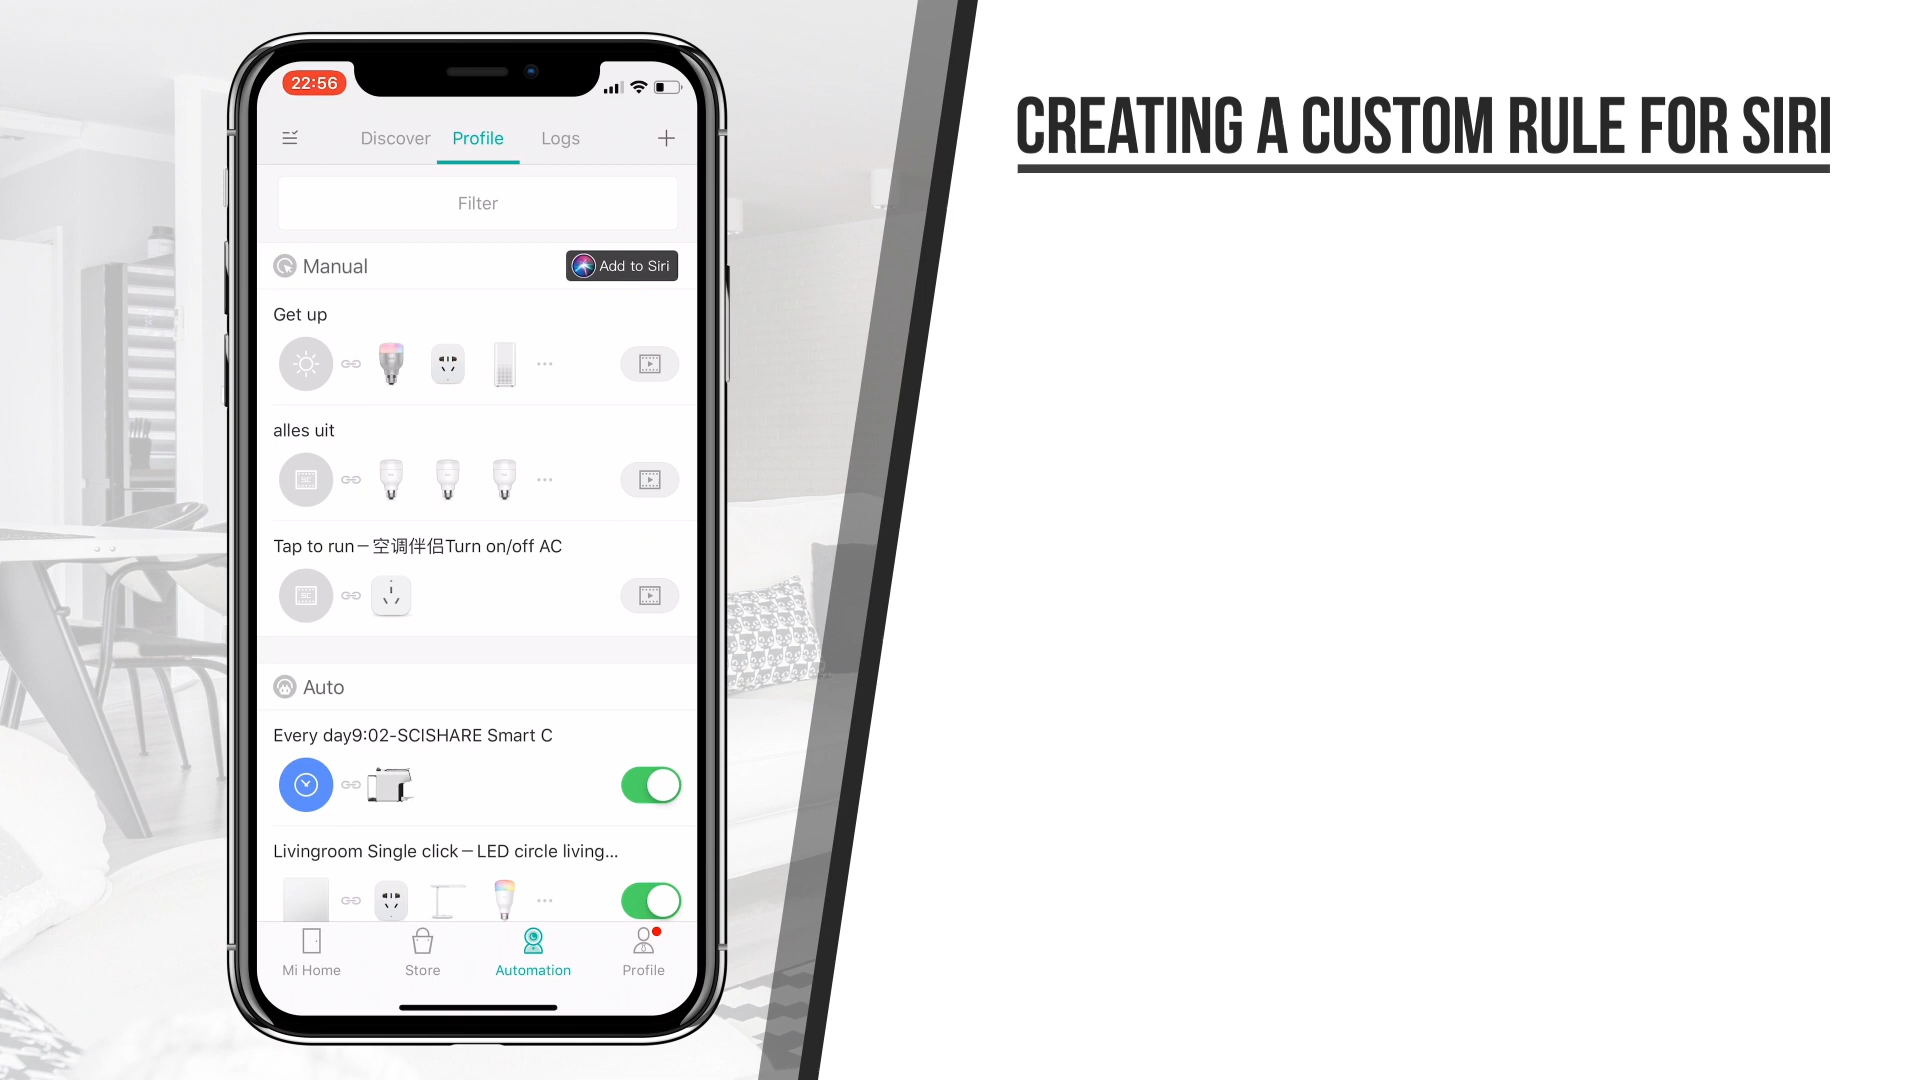 22:56
Discover Profile Logs
Filter
Manual
Add to Siri
Get up
alles uit
Tap to run－空调伴侣Turn on/off AC
Auto
Every day9:02-SCISHARE Smart C
Livingroom Single click－LED circle living...
Mi Home Store Automation Profile
CREATING A CUSTOM RULE FOR SIRI